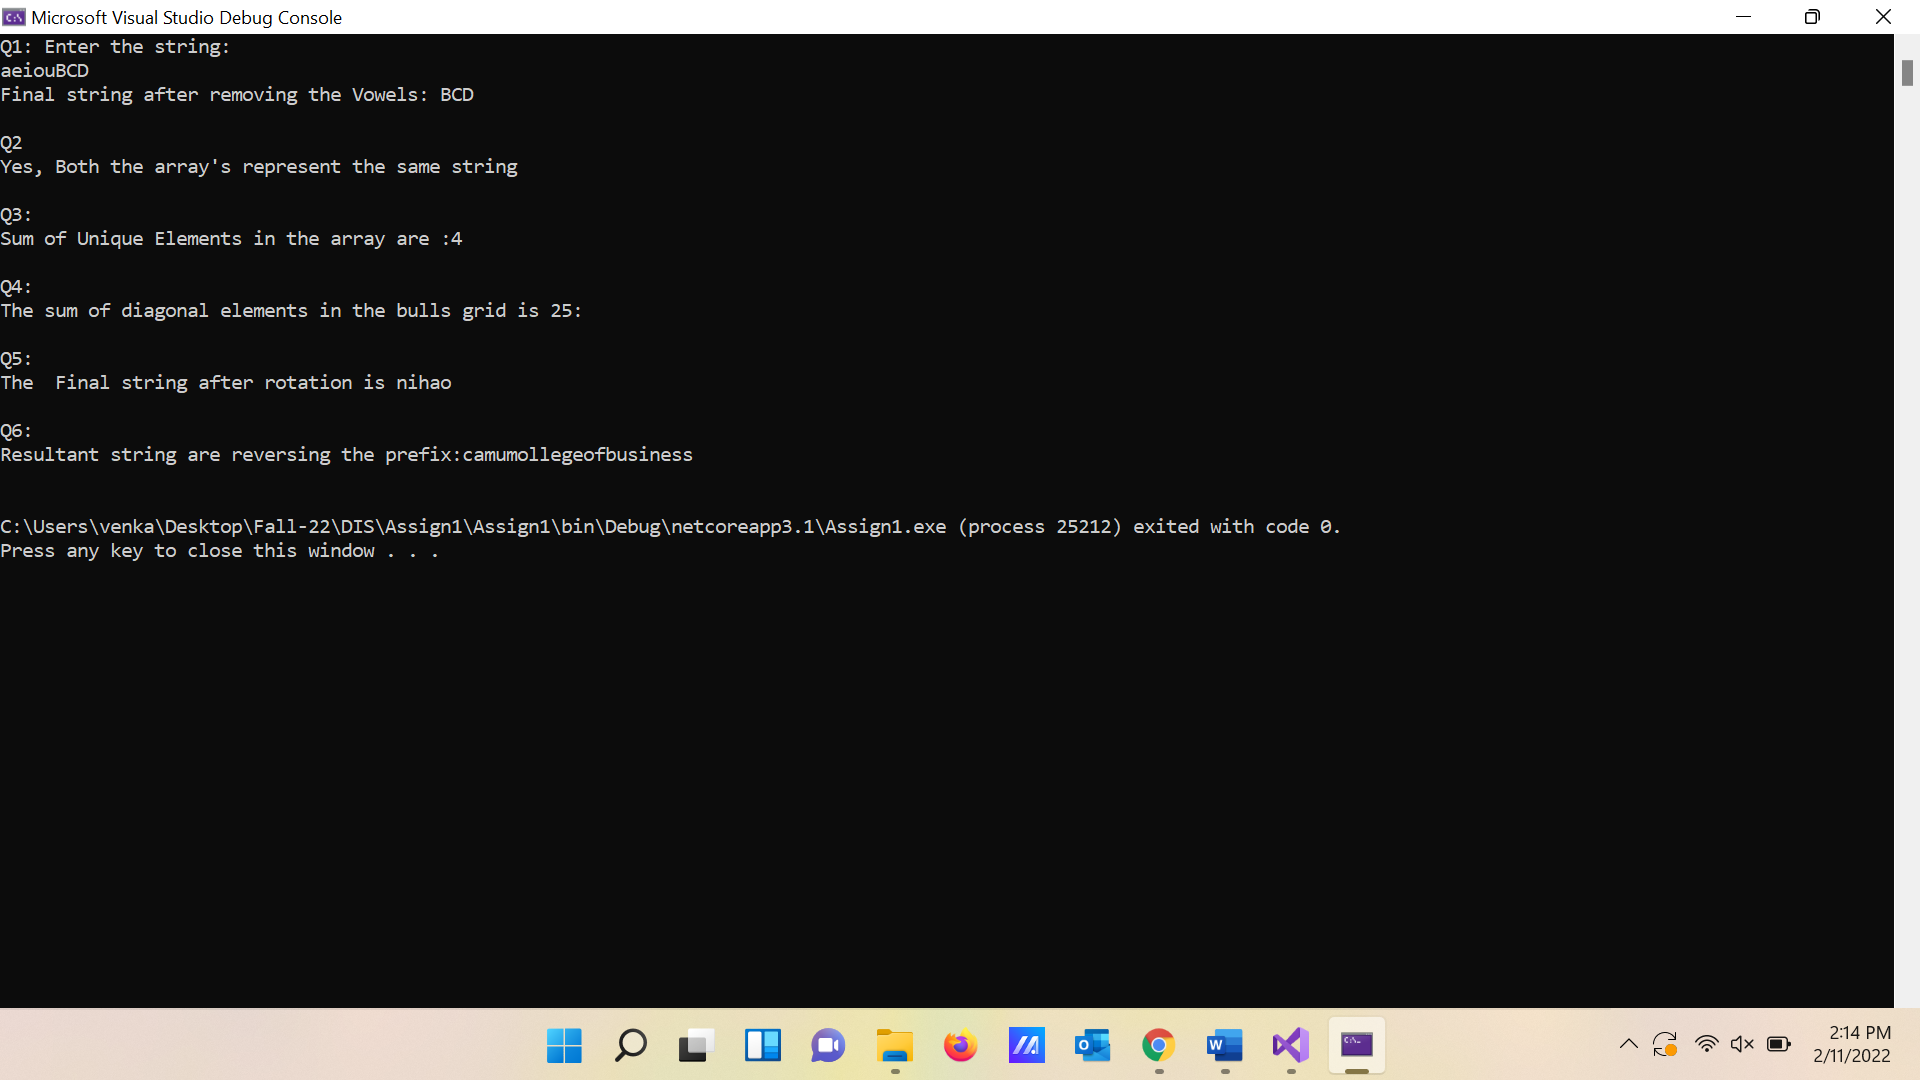 Microsoft Visual Studio Debug Console
Q1: Enter the string:
aeiouBCD
Final string after removing the Vowels: BCD
Q2
Yes, Both the array's represent the same string
Q3:
Sum of Unique Elements in the array are :4
Q4:
The sum of diagonal elements in the bulls grid is 25:
Q5:
The  Final string after rotation is nihao
Q6:
Resultant string are reversing the prefix:camumollegeofbusiness
C:\Users\venka\Desktop\Fall-22\DIS\Assign1\Assign1\bin\Debug\netcoreapp3.1\Assign1.exe (process 25212) exited with code 0.
Press any key to close this window . . .
2:14 PM
2/11/2022